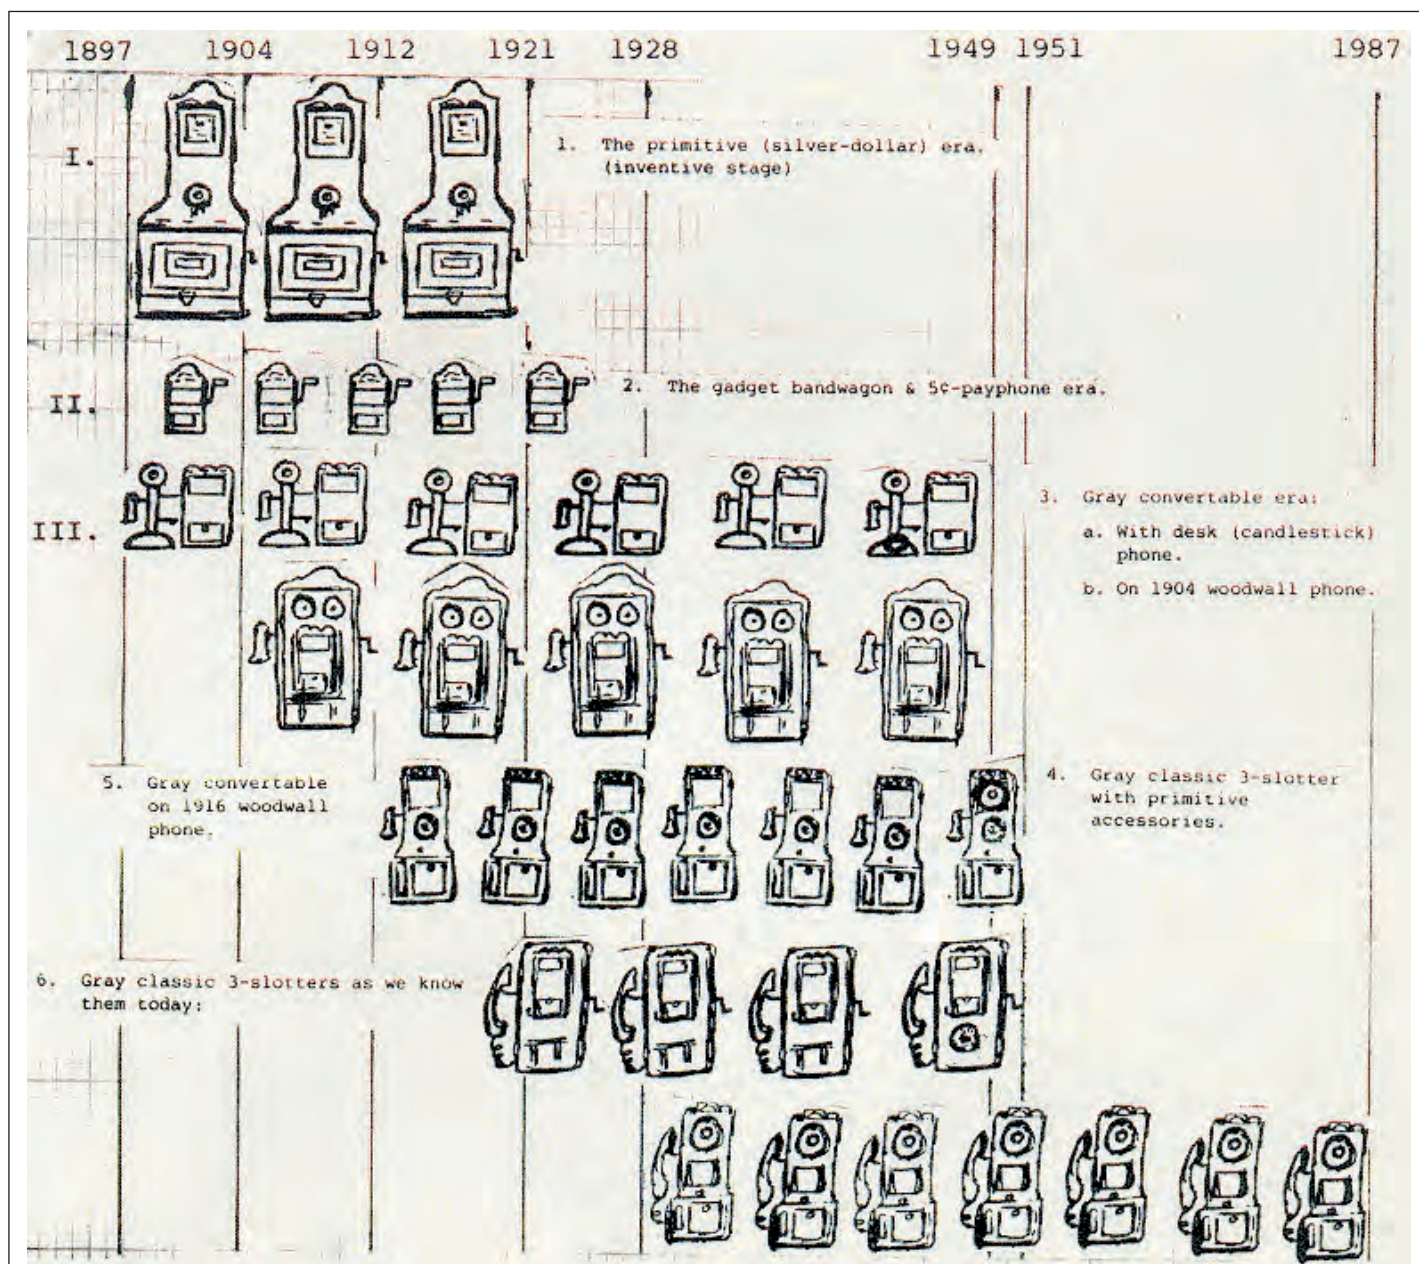 1897 1904 1912 1921 1928 1949 1951 1987
I.
1. The primitive (silver-dollar) era.
(inventive stage)
II.
2. The gadget bandwagon & 5¢-payphone era.
III.
3. Gray convertable era:
a. With desk (candlestick)
phone.
b. On 1904 woodwall phone.
5. Gray convertable
on 1916 woodwall
phone.
4. Gray classic 3-slotter
with primitive
accessories.
6. Gray classic 3-slotters as we know
them today: